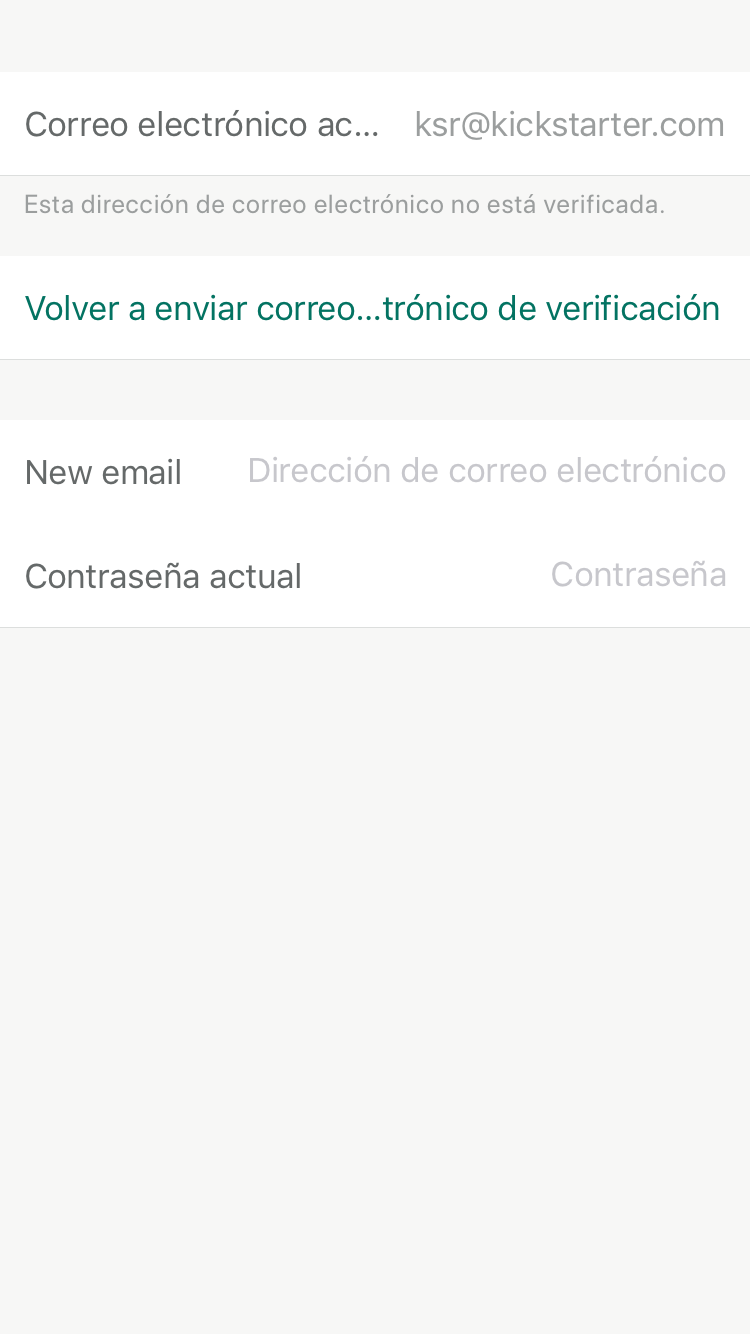 Correo electrónico ac... ksr@kickstarter.com
Esta dirección de correo electrónico no está verificada.
Volver a enviar correo...trónico de verificación
New email Dirección de correo electrónico
Contraseña actual Contraseña